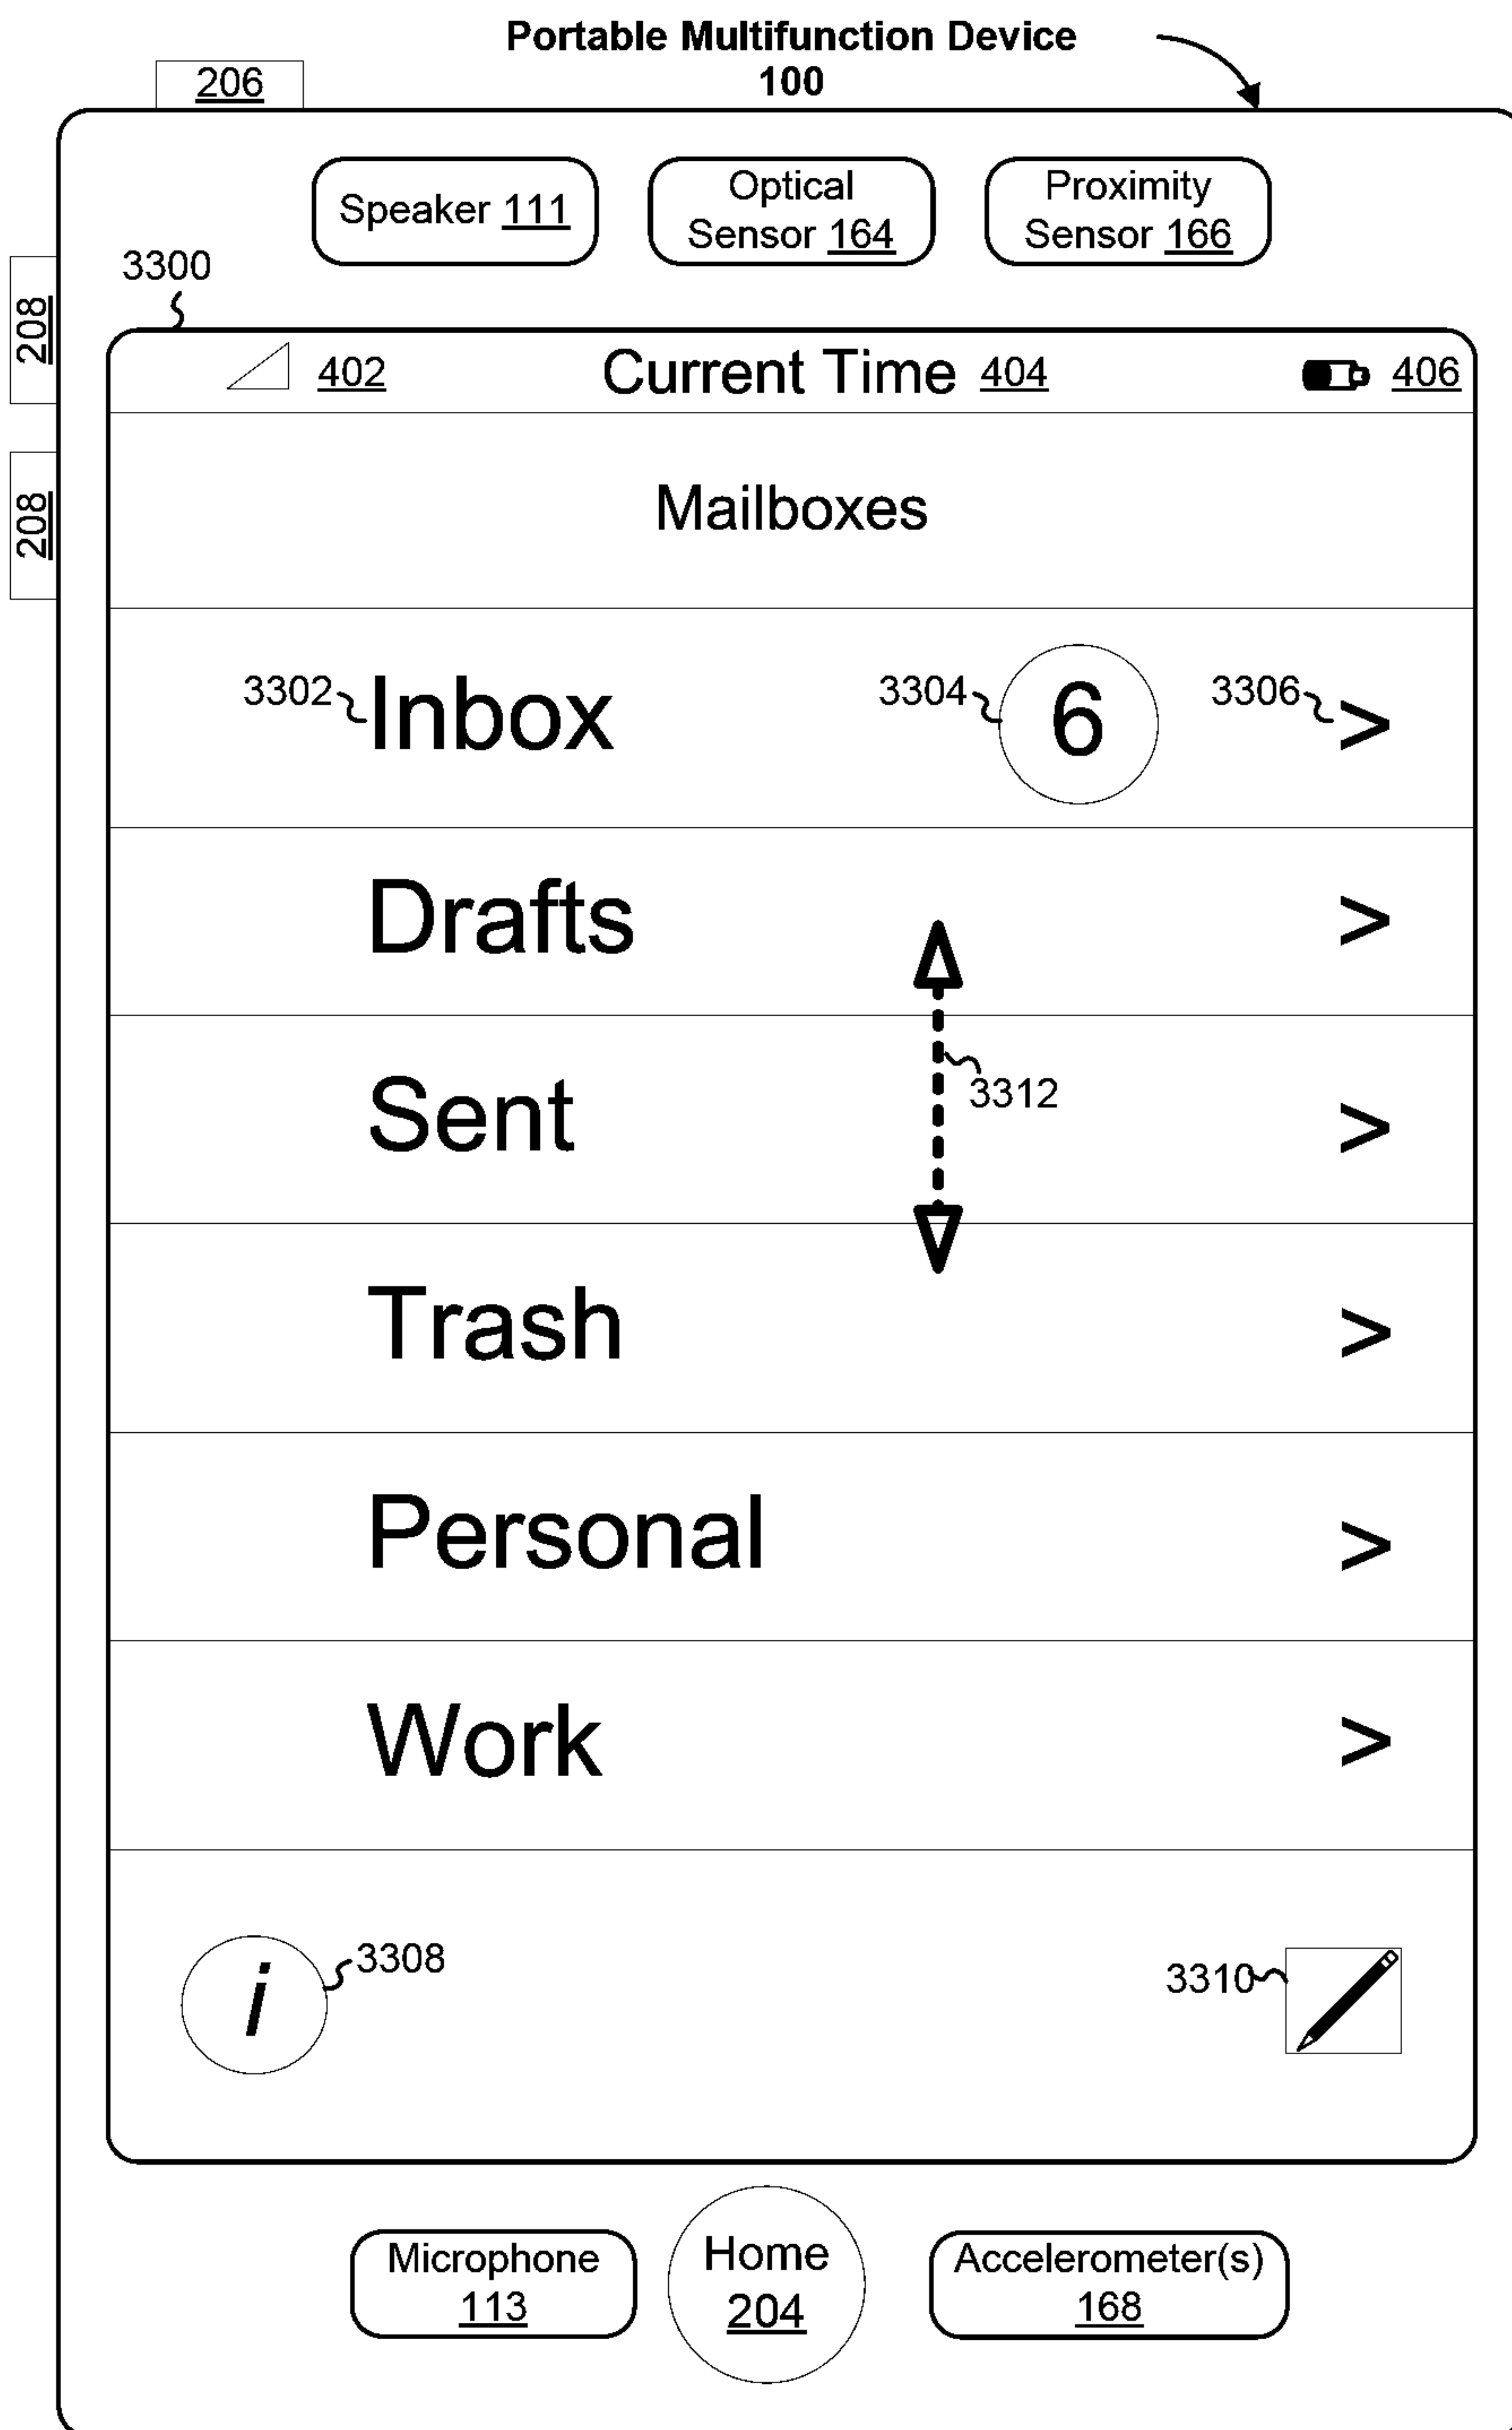 Portable Multifunction Device
100
206
Speaker 111
Optical
Sensor 164
Proximity
Sensor 166
3300
208
402
Current Time 404
406
208
Mailboxes
3302
Inbox
3304
6
3306
>
Drafts
>
Sent
3312
>
Trash
>
Personal
>
Work
>
i
3308
3310
Microphone
113
Home
204
Accelerometer(s)
168